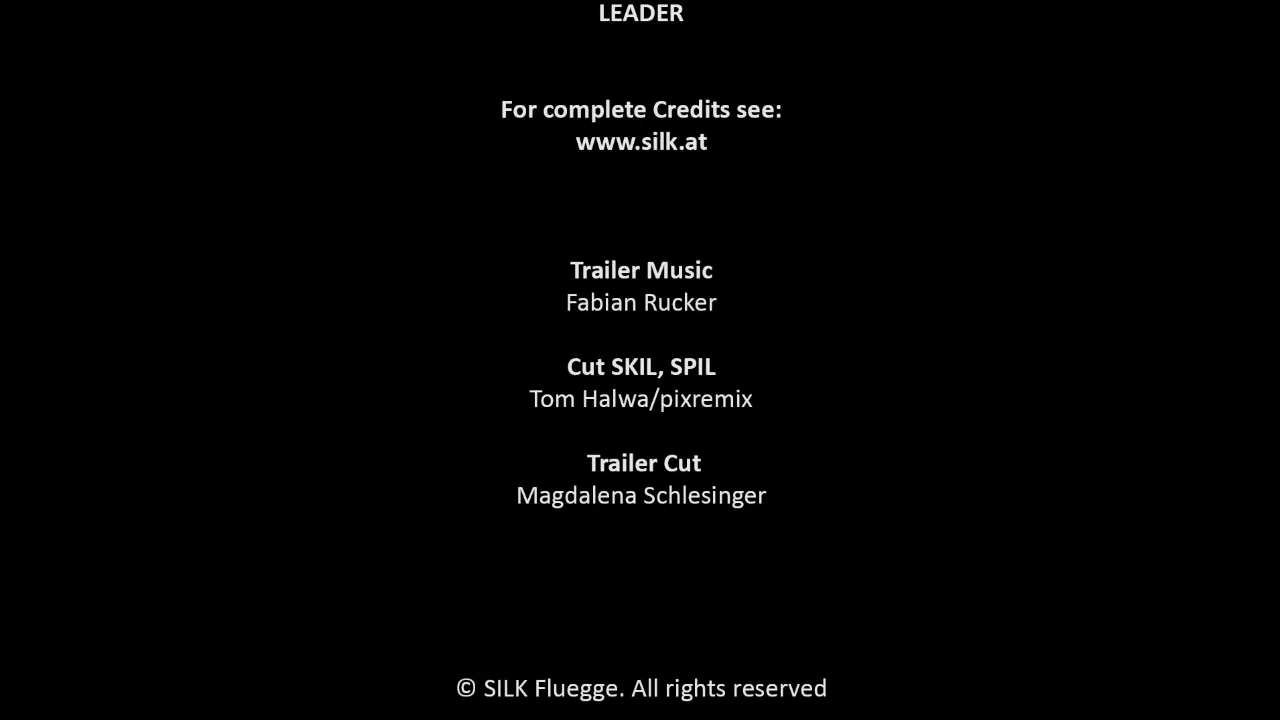 LEADER
For complete Credits see:
www.silk.at
Trailer Music
Fabian Rucker
Cut SKIL, SPIL
Tom Halwa/pixremix
Trailer Cut
Magdalena Schlesinger
© SILK Fluegge. All rights reserved